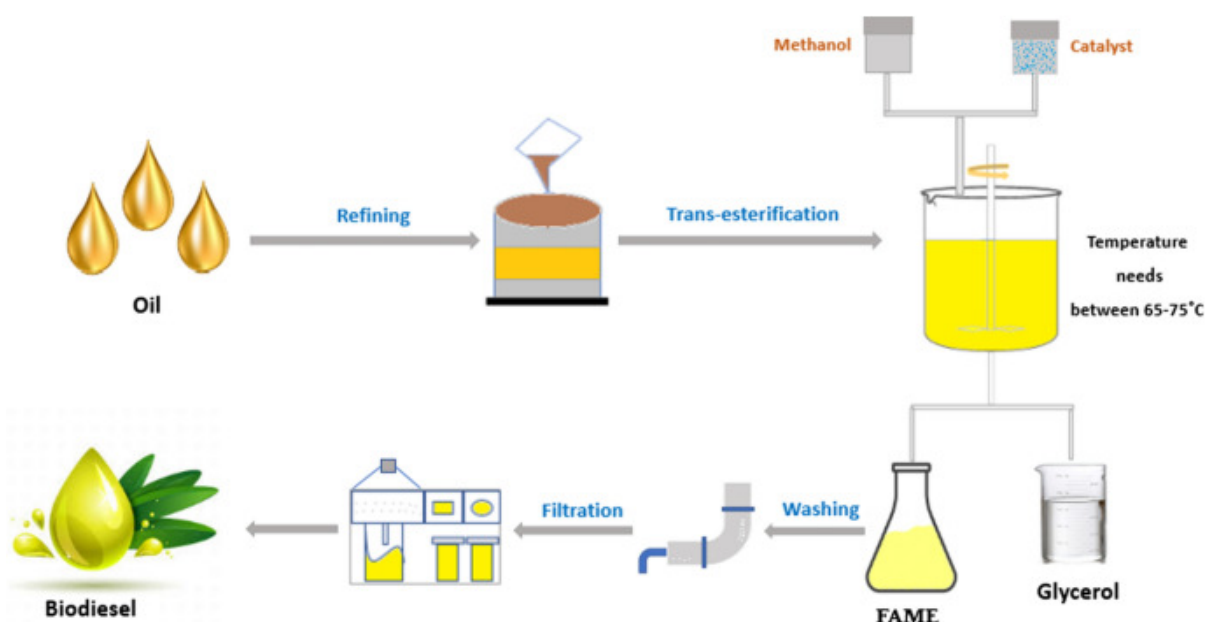 Methanol
Catalyst
Refining
Trans-esterification
Oil
Temperature
needs
between 65-75°C
Biodiesel
Filtration
Washing
FAME
Glycerol